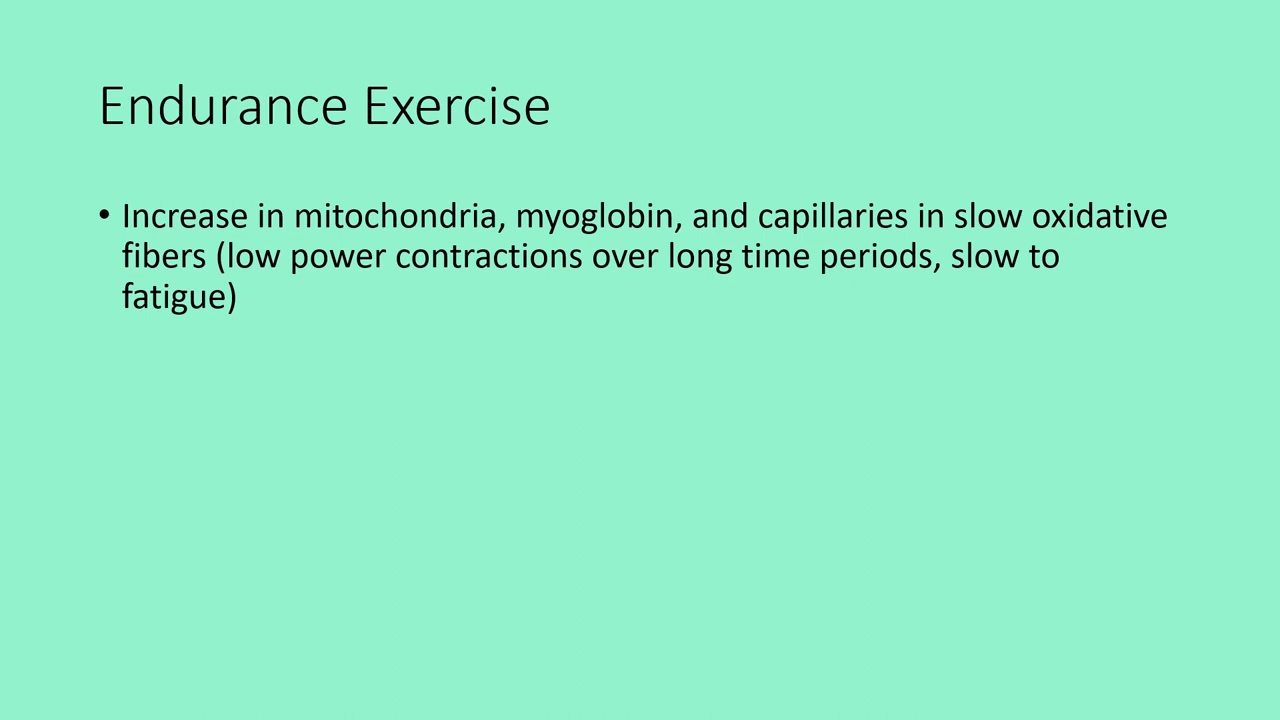 Endurance Exercise
• Increase in mitochondria, myoglobin, and capillaries in slow oxidative
fibers (low power contractions over long time periods, slow to
fatigue)